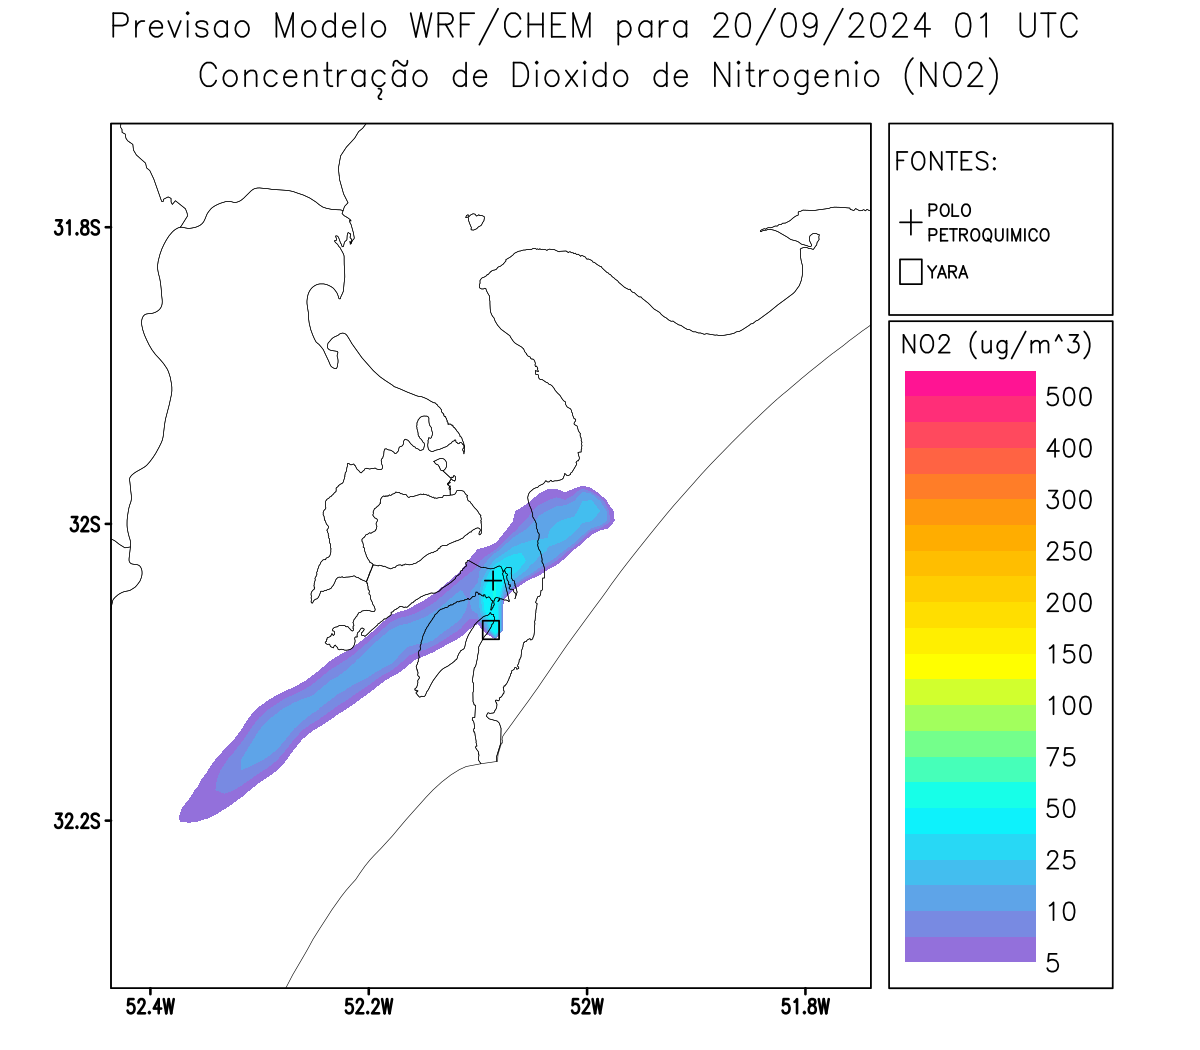 Previsao Modelo WRF/CHEM para 20/09/2024 01 UTC
Concentração de Dioxido de Nitrogenio (NO2)
FONTES:
POLO
PETROQUIMICO
YARA
NO2 (ug/m^3)
500
400
300
250
200
150
100
75
50
25
10
5
31.8S
32S
32.2S
52.4W
52.2W
52W
51.8W